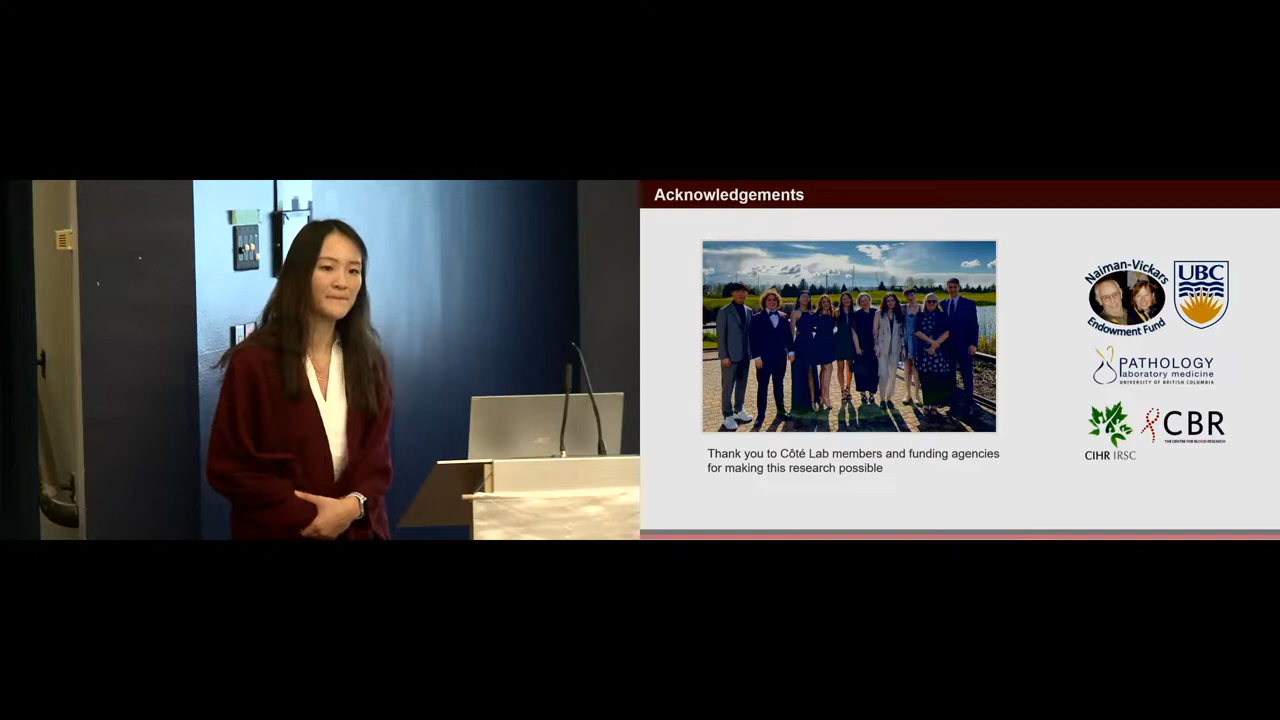 Acknowledgements
Naiman-Vickars
Endowment Fund
UBC
PATHOLOGY
laboratory medicine
UNIVERSITY OF BRITISH COLUMBIA
CIHR IRSC
CBR
THE CENTRE FOR BLOOD RESEARCH
Thank you to Côté Lab members and funding agencies
for making this research possible